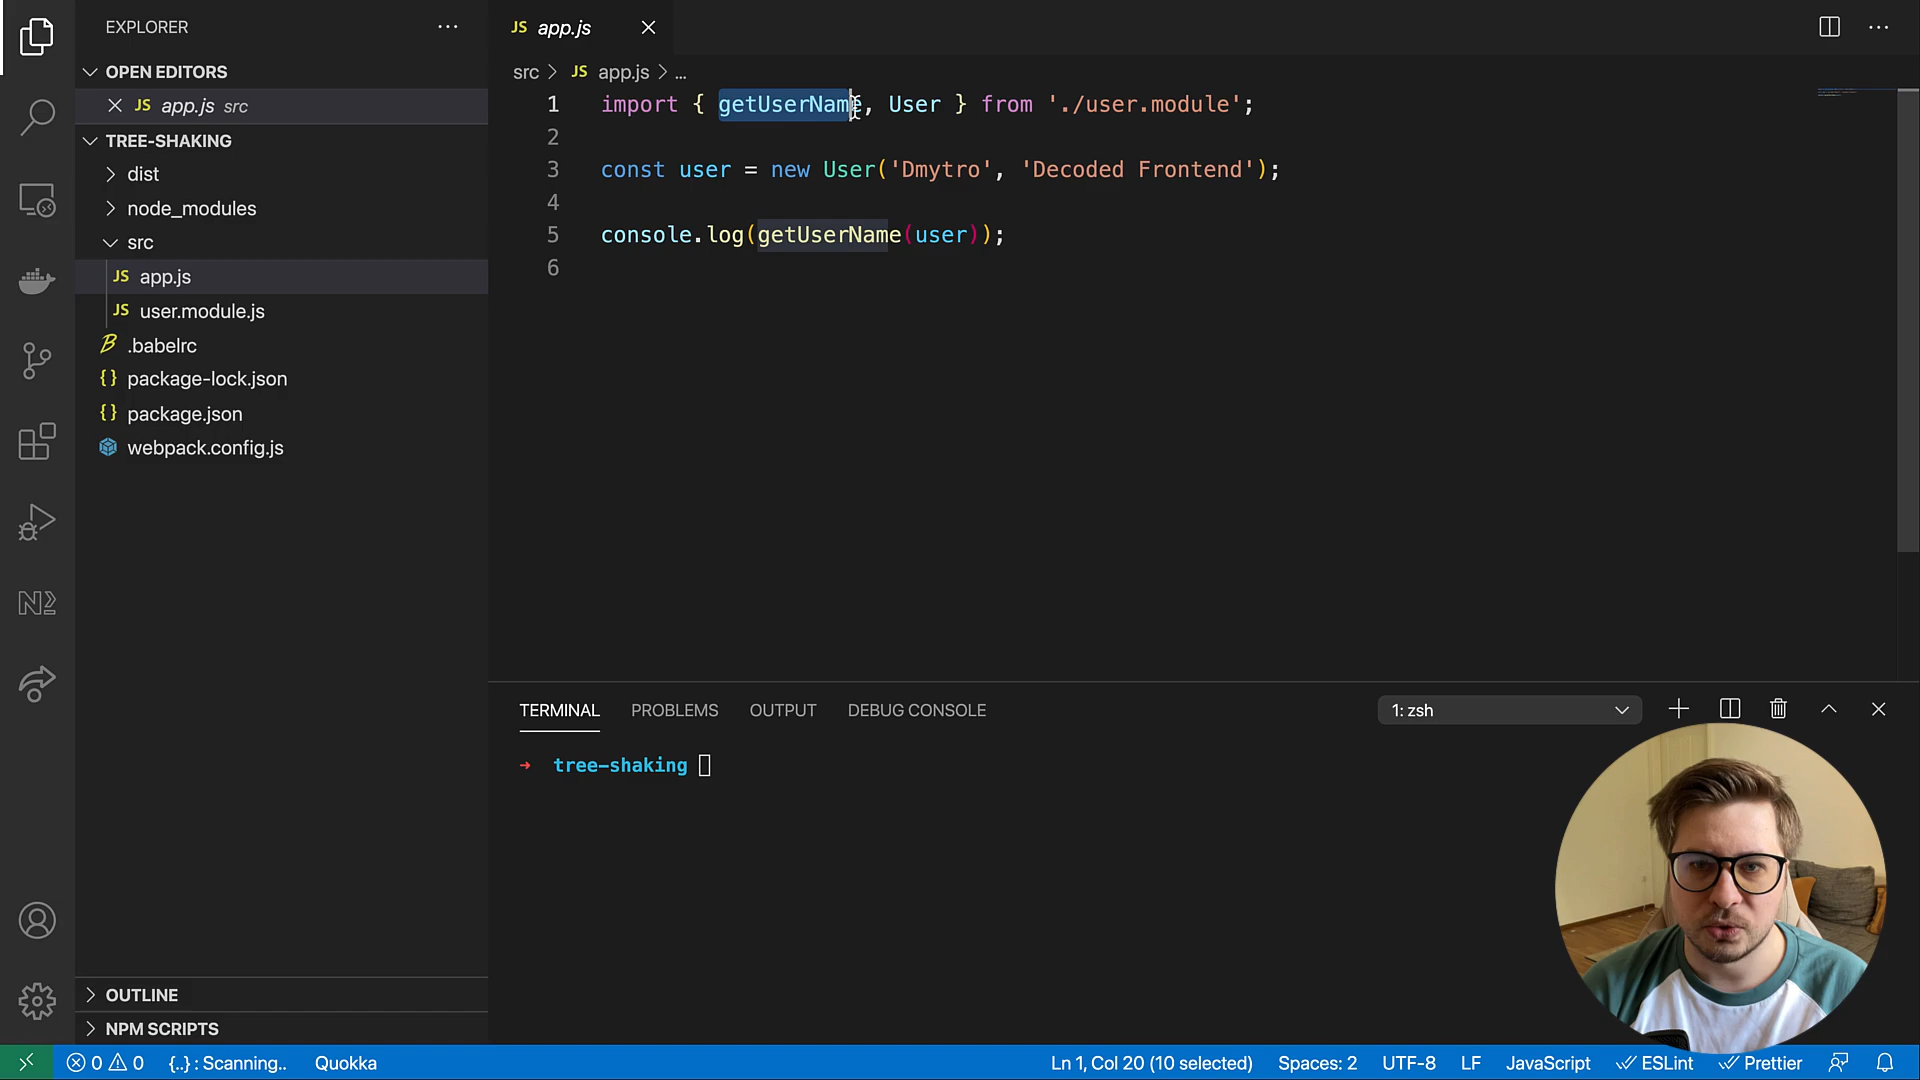 EXPLORER
OPEN EDITORS
JS app.js src
TREE-SHAKING
dist
node_modules
src
JS app.js
JS user.module.js
.babelrc
{} package-lock.json
{} package.json
webpack.config.js
OUTLINE
NPM SCRIPTS
JS app.js
src > JS app.js > ...
1 import { getUserName, User } from './user.module';
2
3 const user = new User('Dmytro', 'Decoded Frontend');
4
5 console.log(getUserName(user));
6
TERMINAL PROBLEMS OUTPUT DEBUG CONSOLE 1: zsh
→ tree-shaking
0 0 {..} : Scanning.. Quokka Ln 1, Col 20 (10 selected) Spaces: 2 UTF-8 LF JavaScript ESLint Prettier